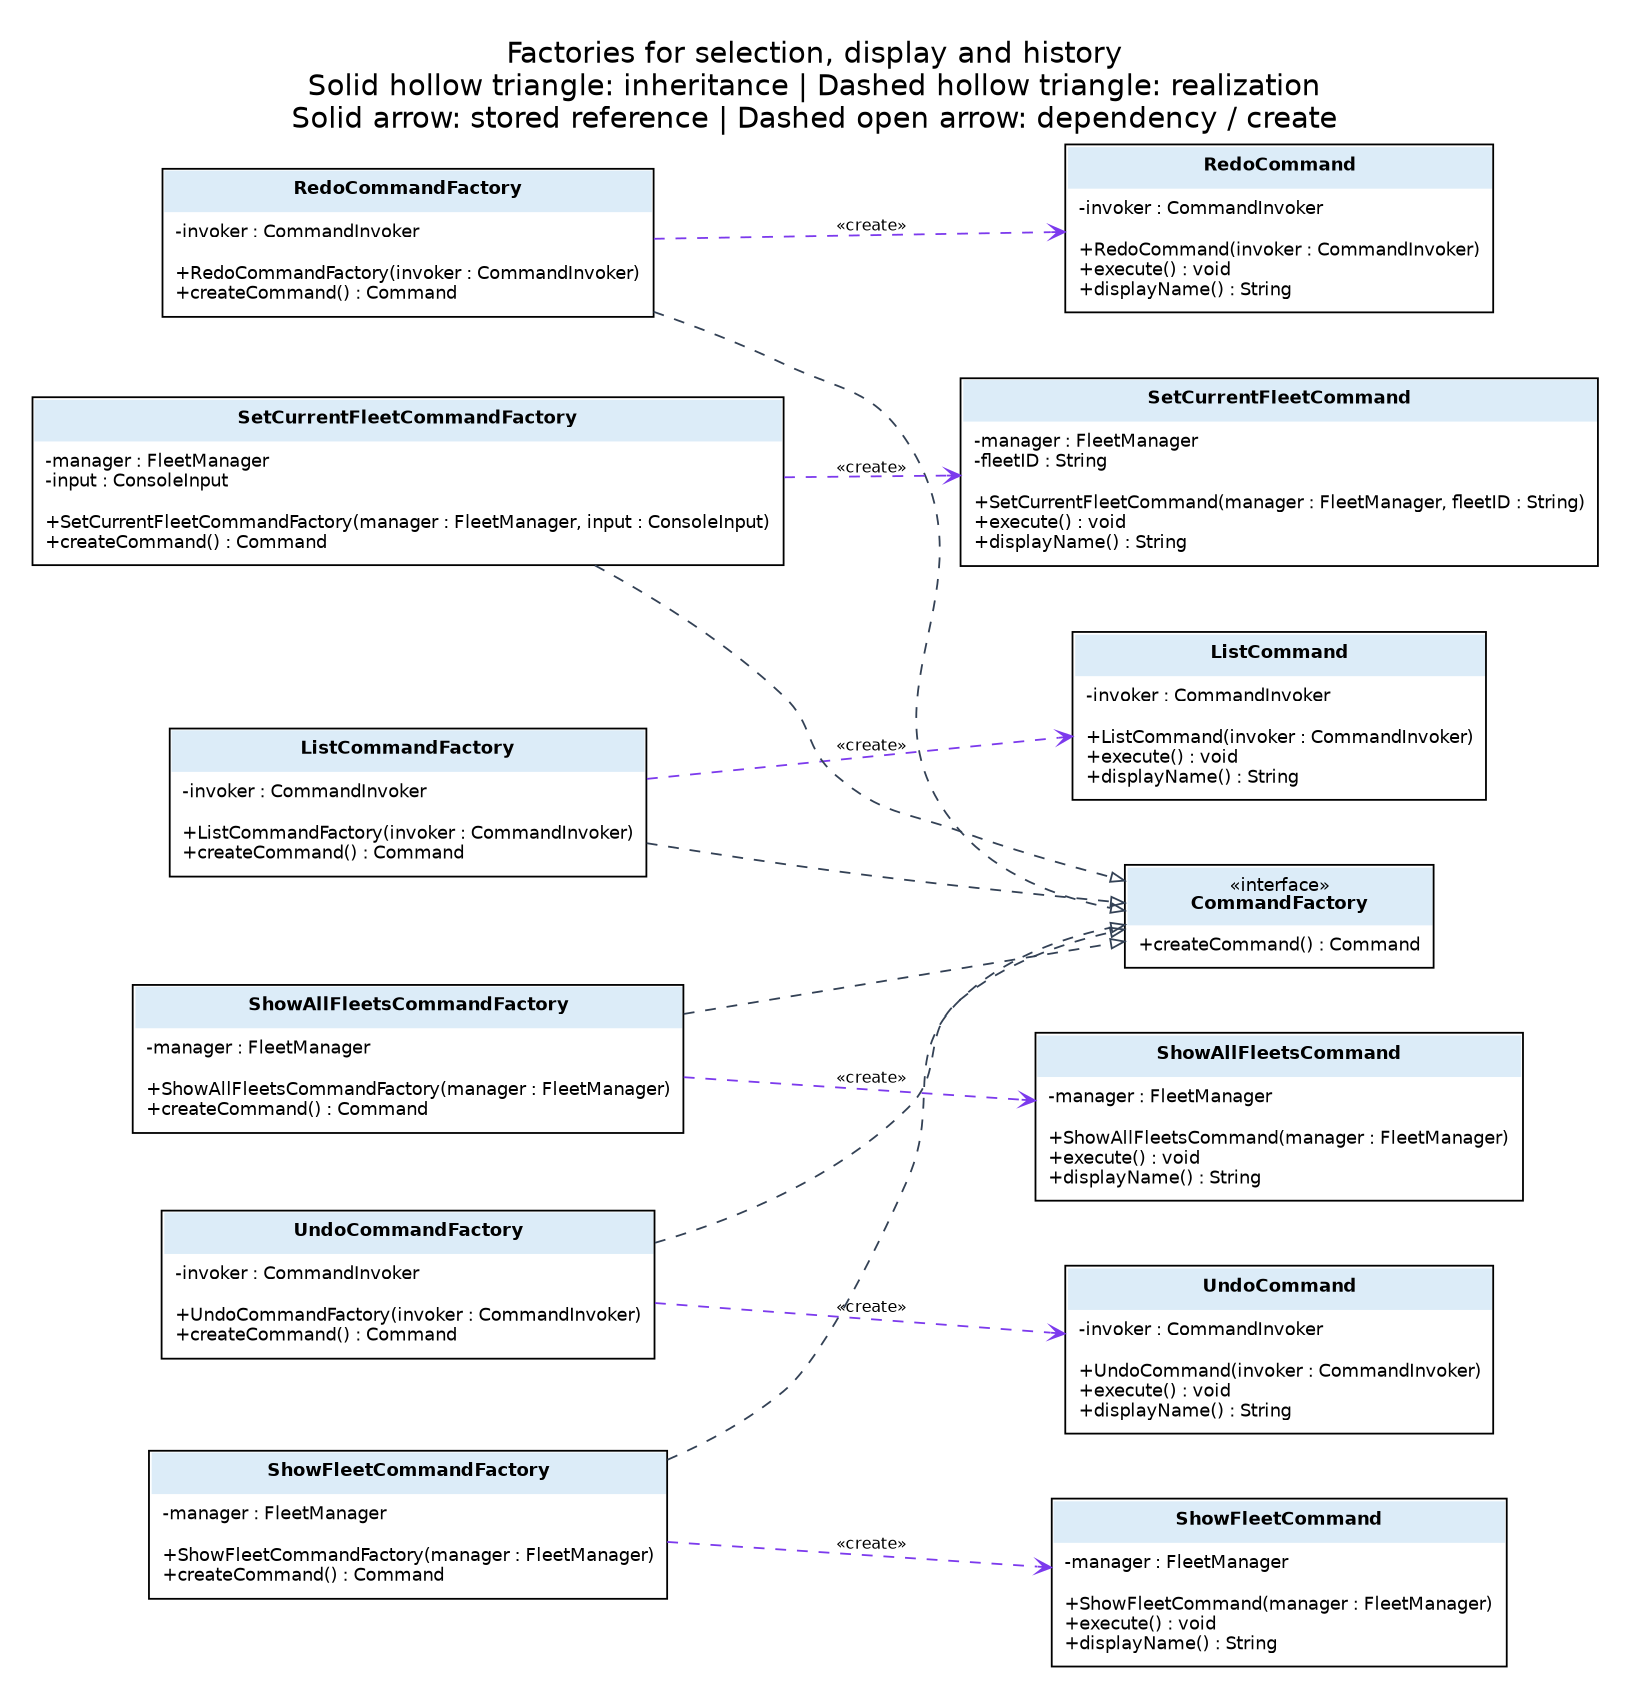 Factories for selection, display and history
Solid hollow triangle: inheritance | Dashed hollow triangle: realization
Solid arrow: stored reference | Dashed open arrow: dependency / create
RedoCommandFactory
-invoker : CommandInvoker
+RedoCommandFactory(invoker : CommandInvoker)
+createCommand() : Command
«create»
RedoCommand
-invoker : CommandInvoker
+RedoCommand(invoker : CommandInvoker)
+execute() : void
+displayName() : String
SetCurrentFleetCommandFactory
-manager : FleetManager
-input : ConsoleInput
+SetCurrentFleetCommandFactory(manager : FleetManager, input : ConsoleInput)
+createCommand() : Command
«create»
SetCurrentFleetCommand
-manager : FleetManager
-fleetID : String
+SetCurrentFleetCommand(manager : FleetManager, fleetID : String)
+execute() : void
+displayName() : String
ListCommandFactory
-invoker : CommandInvoker
+ListCommandFactory(invoker : CommandInvoker)
+createCommand() : Command
«create»
ListCommand
-invoker : CommandInvoker
+ListCommand(invoker : CommandInvoker)
+execute() : void
+displayName() : String
«interface»
CommandFactory
+createCommand() : Command
ShowAllFleetsCommandFactory
-manager : FleetManager
+ShowAllFleetsCommandFactory(manager : FleetManager)
+createCommand() : Command
«create»
ShowAllFleetsCommand
-manager : FleetManager
+ShowAllFleetsCommand(manager : FleetManager)
+execute() : void
+displayName() : String
UndoCommandFactory
-invoker : CommandInvoker
+UndoCommandFactory(invoker : CommandInvoker)
+createCommand() : Command
«create»
UndoCommand
-invoker : CommandInvoker
+UndoCommand(invoker : CommandInvoker)
+execute() : void
+displayName() : String
ShowFleetCommandFactory
-manager : FleetManager
+ShowFleetCommandFactory(manager : FleetManager)
+createCommand() : Command
«create»
ShowFleetCommand
-manager : FleetManager
+ShowFleetCommand(manager : FleetManager)
+execute() : void
+displayName() : String